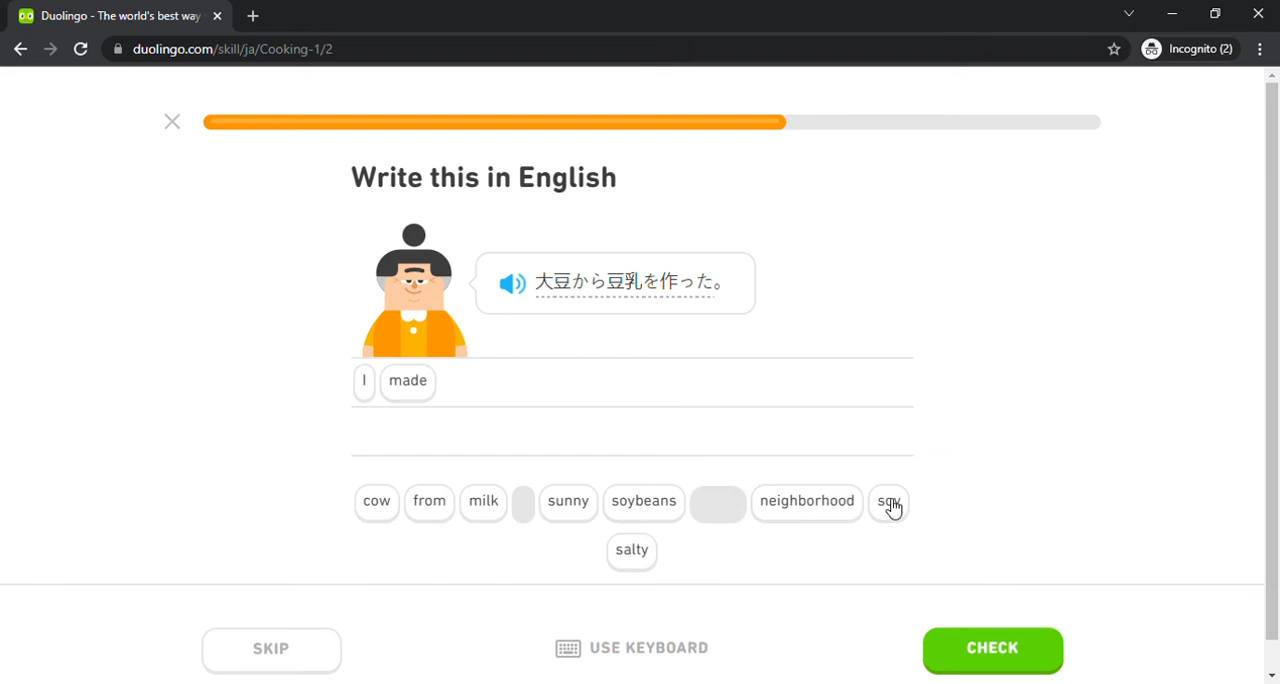 Duolingo - The world's best way
duolingo.com/skill/ja/Cooking-1/2
Incognito (2)
Write this in English
大豆から豆乳を作った。
I made
cow from milk sunny soybeans neighborhood soy
salty
SKIP
USE KEYBOARD
CHECK